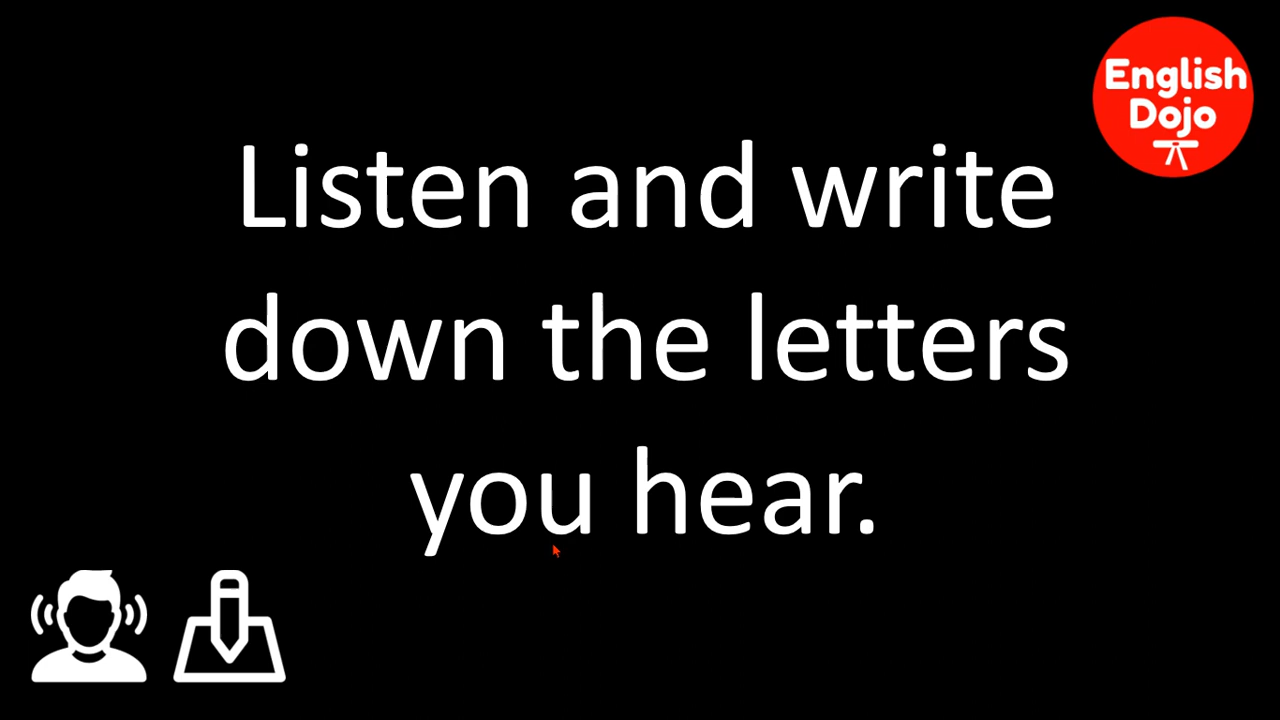 English
Dojo
Listen and write
down the letters
you hear.